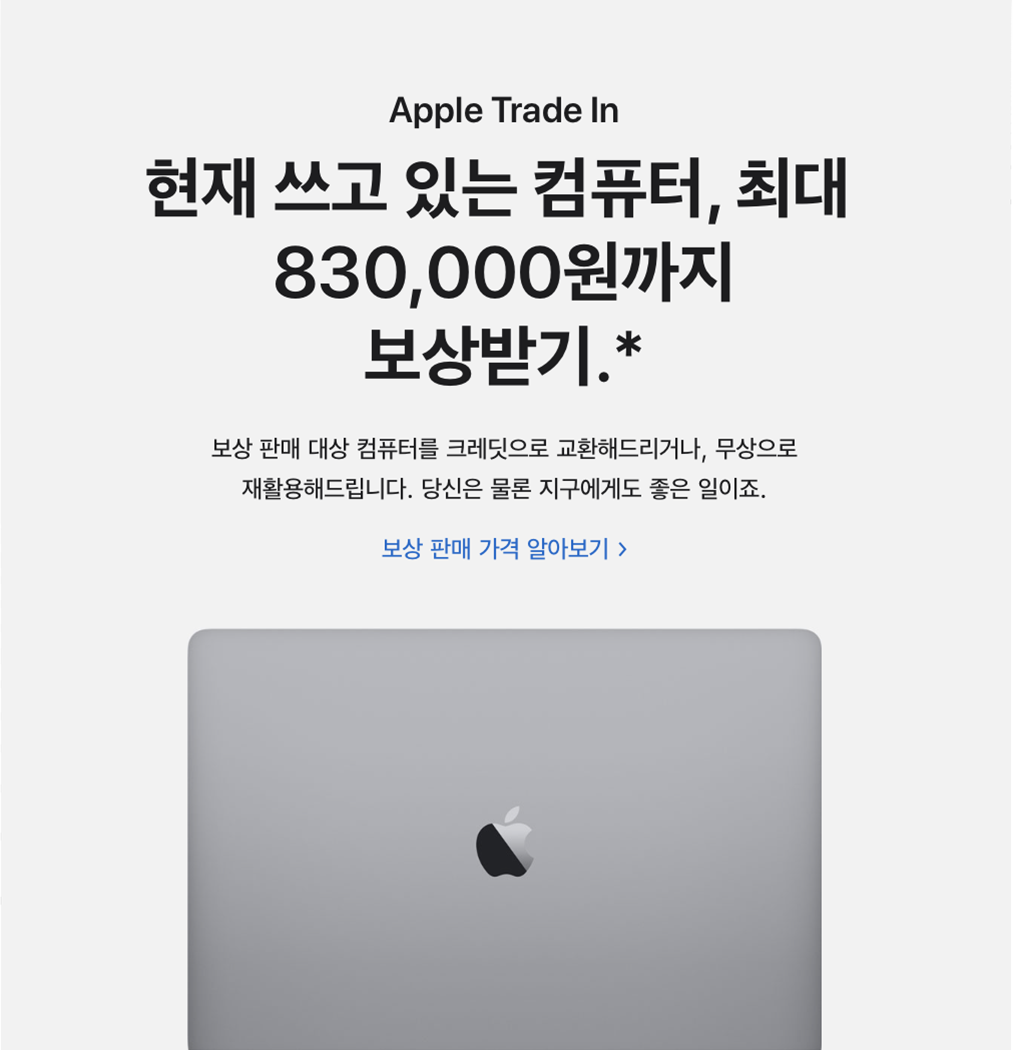 Apple Trade In
현재 쓰고 있는 컴퓨터, 최대
830,000원까지
보상받기.*
보상 판매 대상 컴퓨터를 크레딧으로 교환해드리거나, 무상으로
재활용해드립니다. 당신은 물론 지구에게도 좋은 일이죠.
보상 판매 가격 알아보기 >